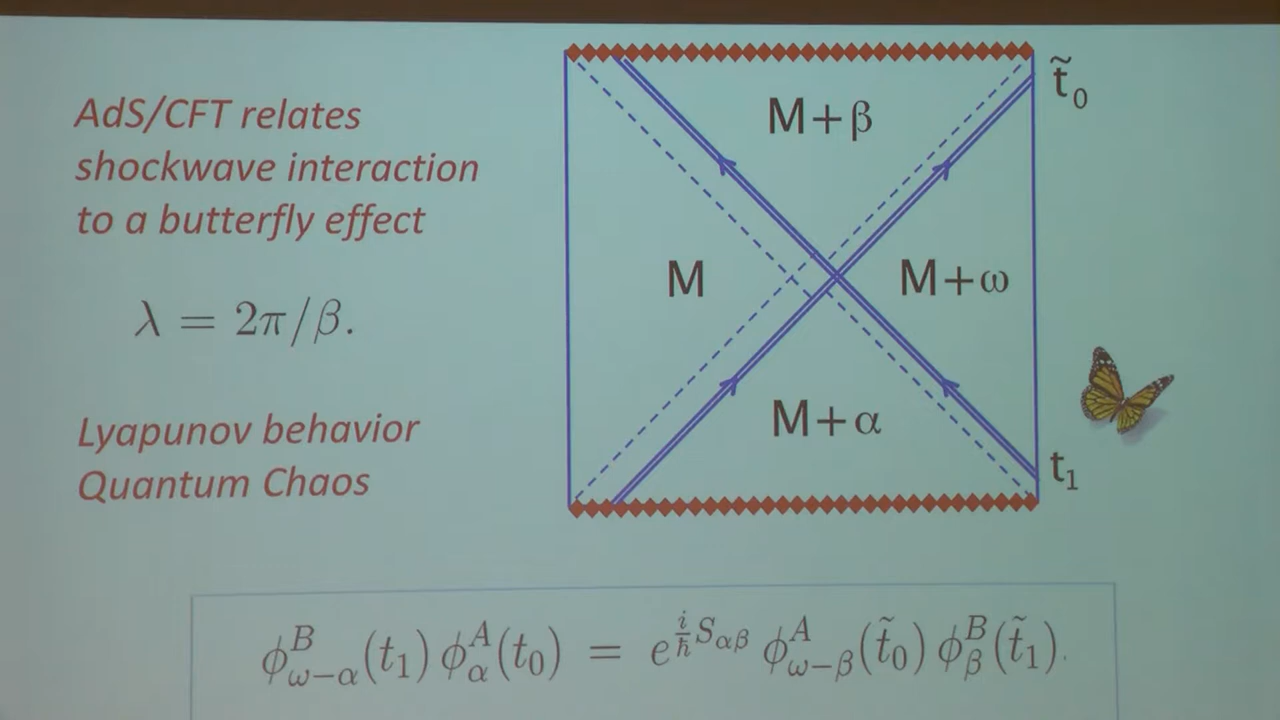 AdS/CFT relates
shockwave interaction
to a butterfly effect
λ = 2π/β.
Lyapunov behavior
Quantum Chaos
M+β
M
M+ω
M+α
t̃₀
t₁
ϕ^B_{ω−α}(t₁) ϕ^A_α(t₀) = e^{\frac{i}{ħ}S_{αβ}} ϕ^A_{ω−β}(t̃₀) ϕ^B_β(t̃₁).